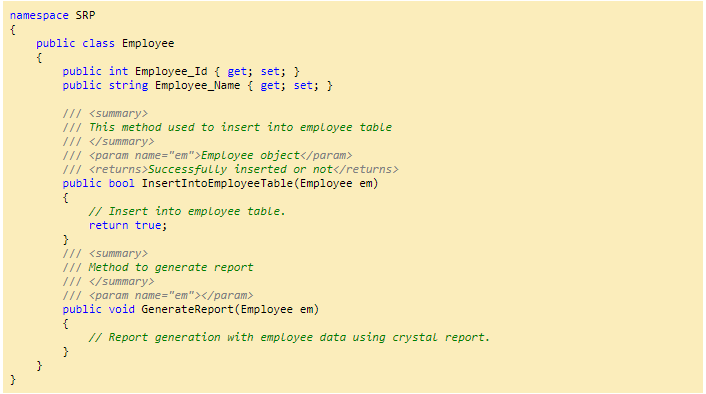 namespace SRP
{
    public class Employee
    {
        public int Employee_Id { get; set; }
        public string Employee_Name { get; set; }

        /// <summary>
        /// This method used to insert into employee table
        /// </summary>
        /// <param name="em">Employee object</param>
        /// <returns>Successfully inserted or not</returns>
        public bool InsertIntoEmployeeTable(Employee em)
        {
            // Insert into employee table.
            return true;
        }
        /// <summary>
        /// Method to generate report
        /// </summary>
        /// <param name="em"></param>
        public void GenerateReport(Employee em)
        {
            // Report generation with employee data using crystal report.
        }
    }
}